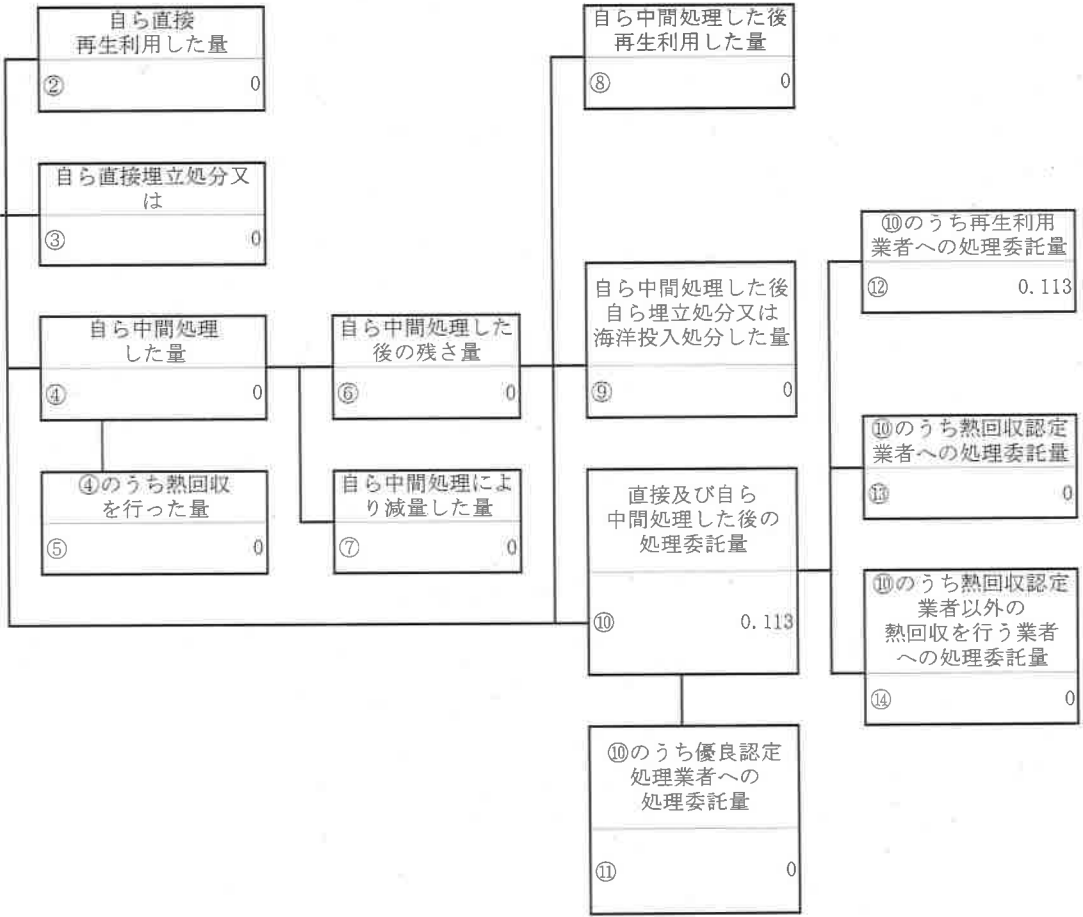 自ら直接
再生利用した量
② 0
自ら中間処理した後
再生利用した量
⑧ 0
自ら直接埋立処分又
は
③ 0
⑩のうち再生利用
業者への処理委託量
⑫ 0.113
自ら中間処理
した量
④ 0
自ら中間処理した
後の残さ量
⑥ 0
自ら中間処理した後
自ら埋立処分又は
海洋投入処分した量
⑨ 0
⑩のうち熱回収認定
業者への処理委託量
⑬ 0
④のうち熱回収
を行った量
⑤ 0
自ら中間処理によ
り減量した量
⑦ 0
直接及び自ら
中間処理した後の
処理委託量
⑩ 0.113
⑩のうち熱回収認定
業者以外の
熱回収を行う業者
への処理委託量
⑭ 0
⑩のうち優良認定
処理業者への
処理委託量
⑪ 0